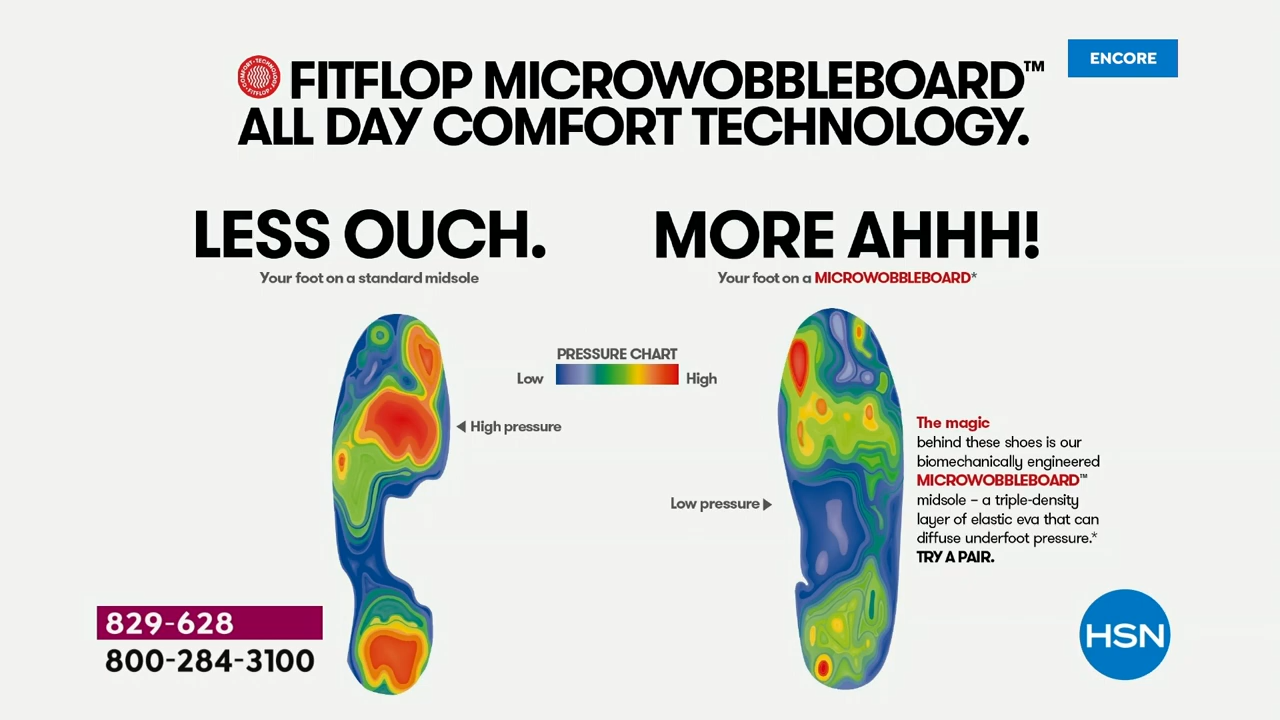 ENCORE
FITFLOP MICROWOBBLEBOARD™
ALL DAY COMFORT TECHNOLOGY.
LESS OUCH.
MORE AHHH!
Your foot on a standard midsole
Your foot on a MICROWOBBLEBOARD*
PRESSURE CHART
Low
High
High pressure
Low pressure
The magic
behind these shoes is our
biomechanically engineered
MICROWOBBLEBOARD™
midsole – a triple-density
layer of elastic eva that can
diffuse underfoot pressure.*
TRY A PAIR.
829-628
800-284-3100
HSN